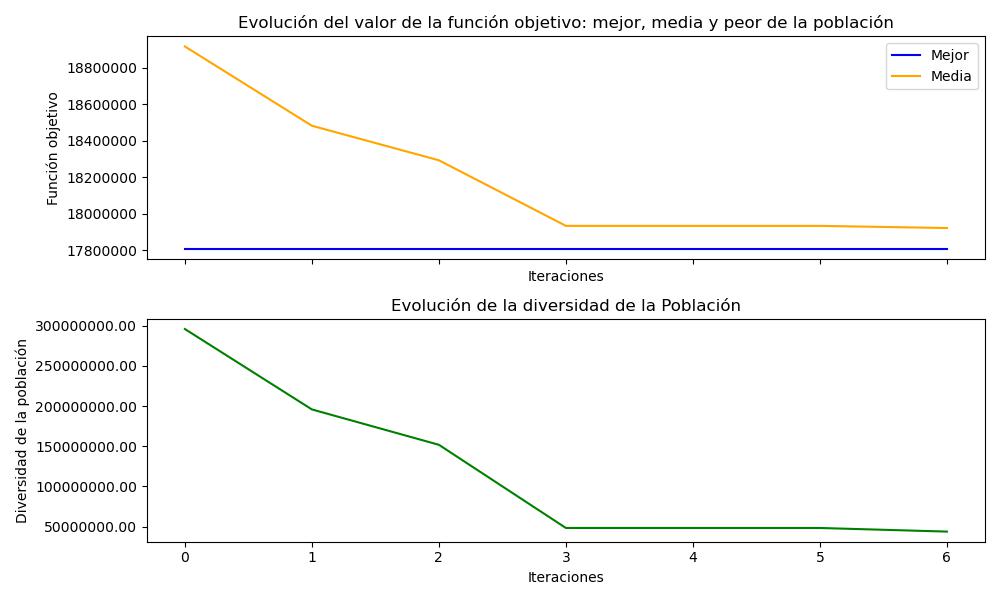 Evolución del valor de la función objetivo: mejor, media y peor de la población
Mejor
Media
18800000
18600000
18400000
18200000
18000000
17800000
Función objetivo
Iteraciones
Evolución de la diversidad de la Población
300000000.00
250000000.00
200000000.00
150000000.00
100000000.00
50000000.00
Diversidad de la población
0 1 2 3 4 5 6
Iteraciones